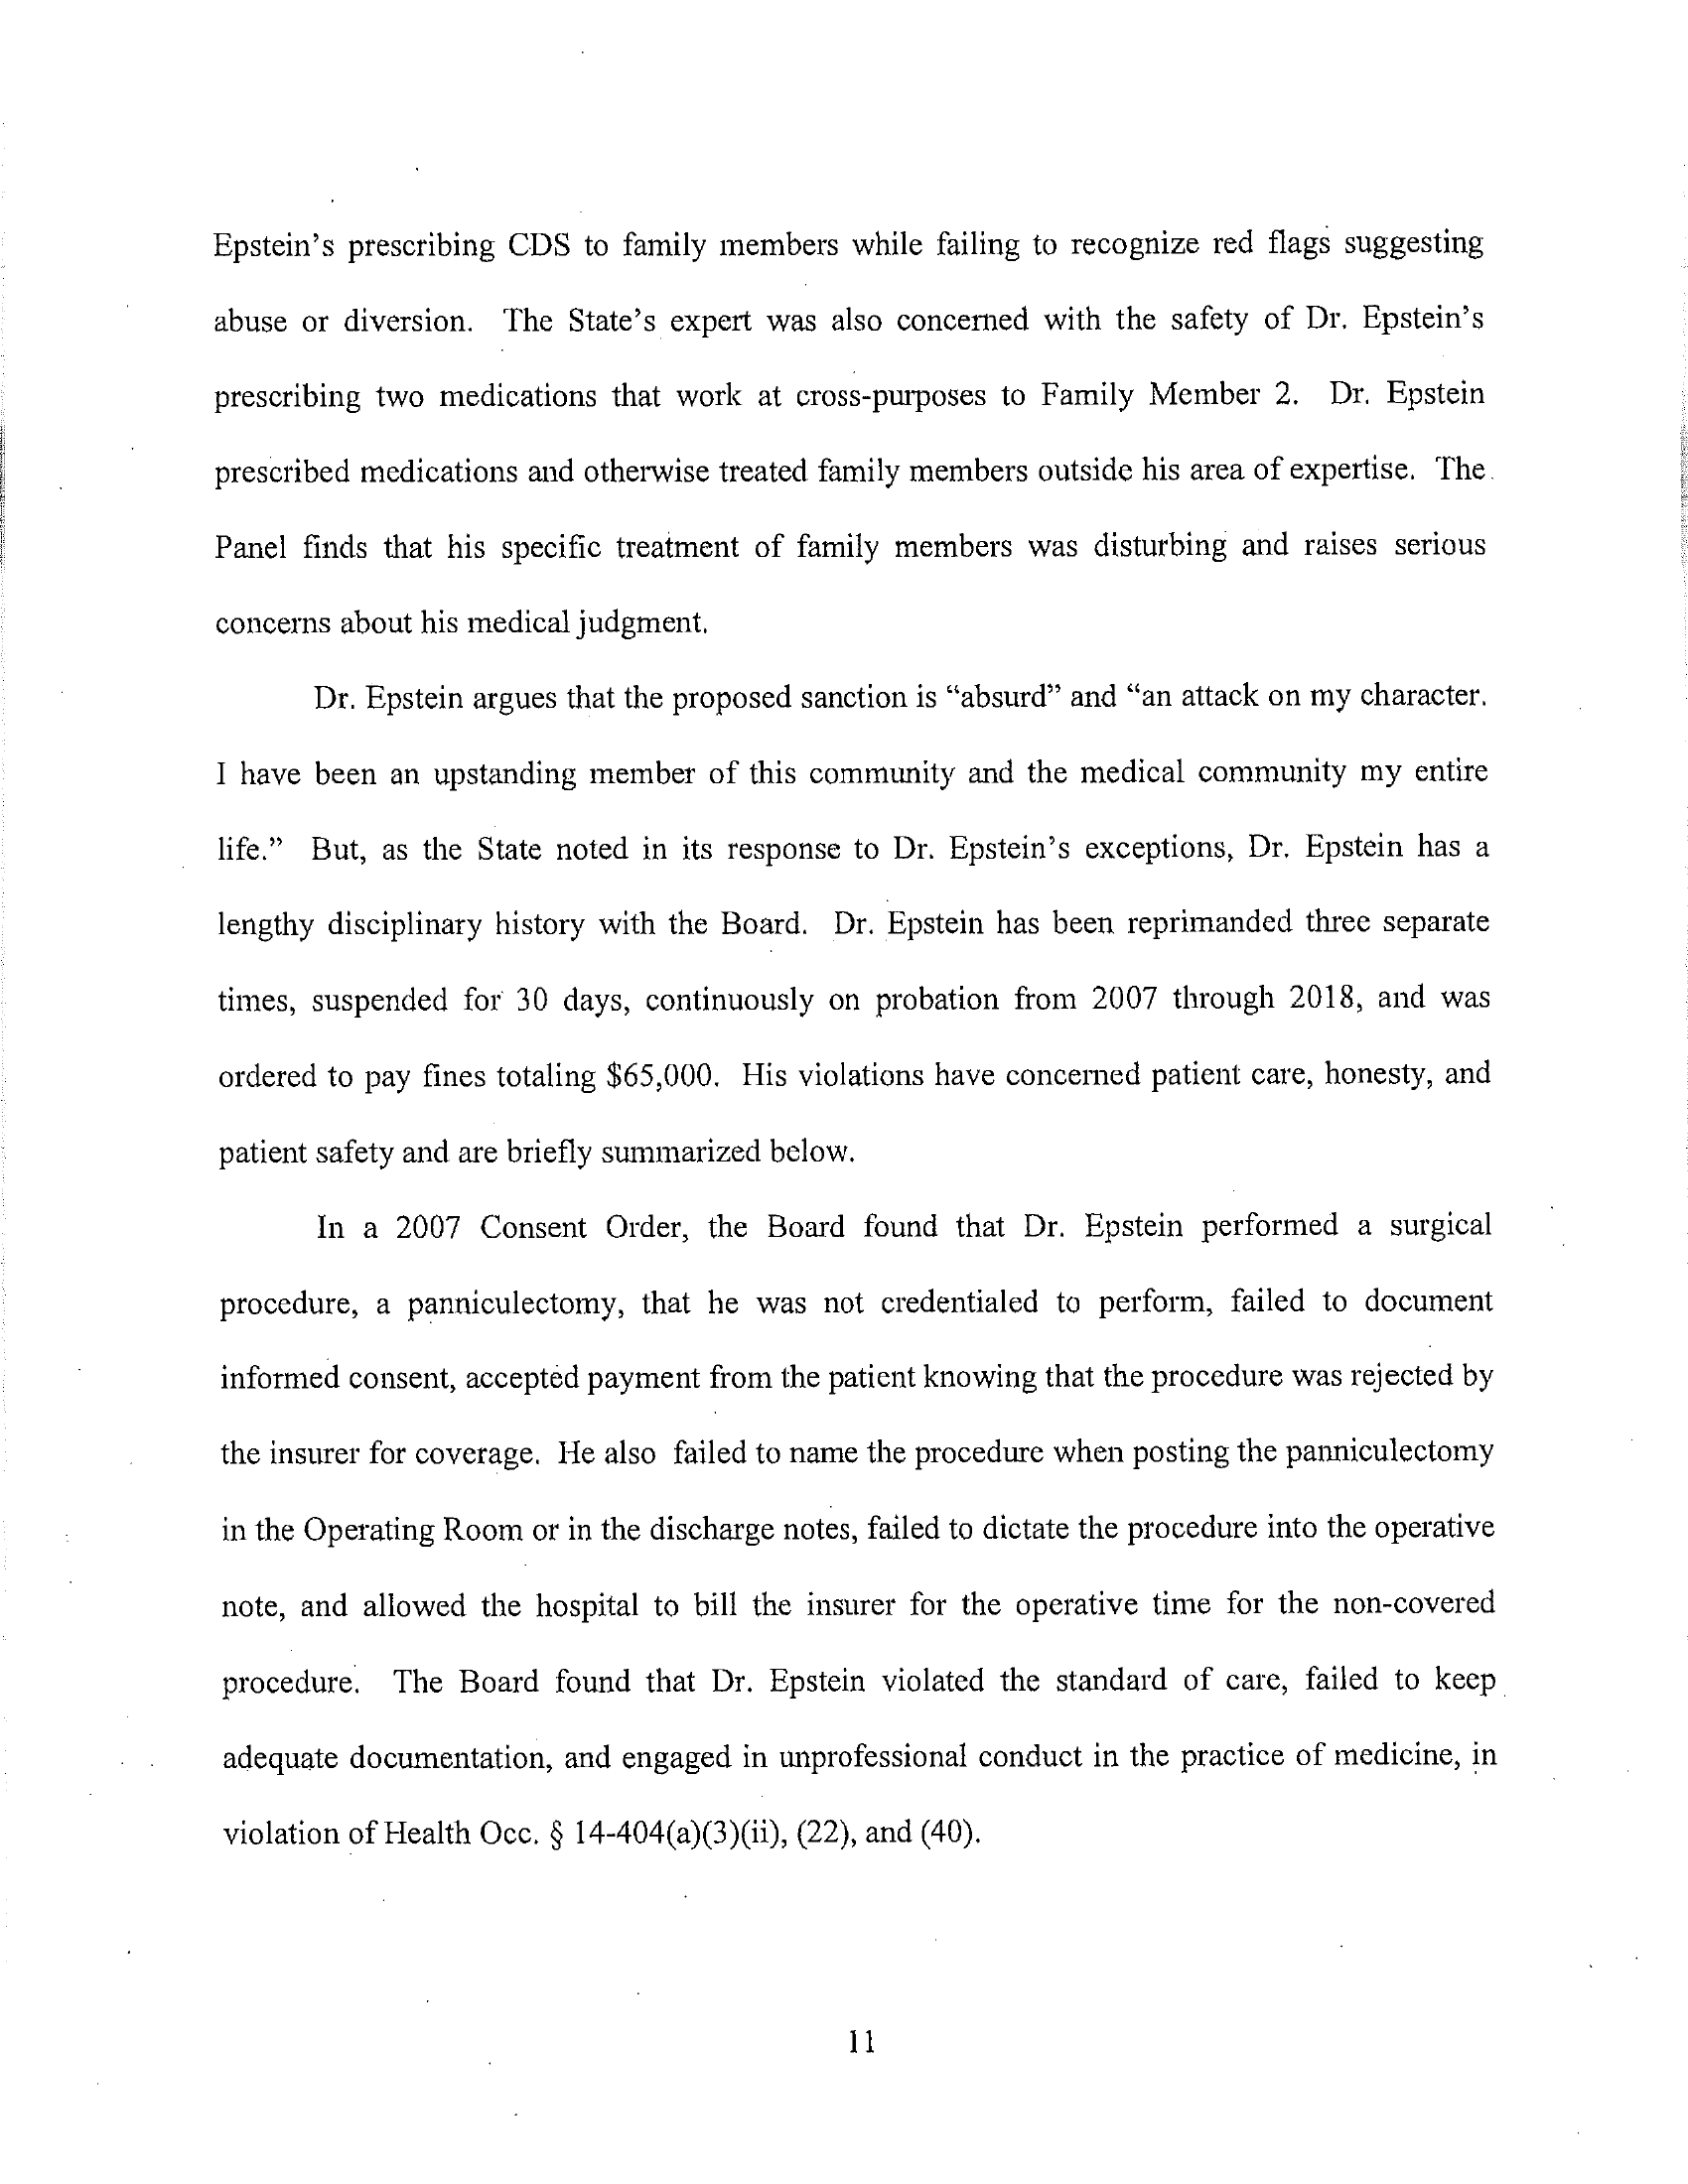 Epstein's prescribing CDS to family members while failing to recognize red flags suggesting
abuse or diversion. The State's expert was also concerned with the safety of Dr. Epstein's
prescribing two medications that work at cross-purposes to Family Member 2. Dr. Epstein
prescribed medications and otherwise treated family members outside his area of expertise. The
Panel finds that his specific treatment of family members was disturbing and raises serious
concerns about his medical judgment.
Dr. Epstein argues that the proposed sanction is “absurd” and “an attack on my character.
I have been an upstanding member of this community and the medical community my entire
life.” But, as the State noted in its response to Dr. Epstein's exceptions, Dr. Epstein has a
lengthy disciplinary history with the Board. Dr. Epstein has been reprimanded three separate
times, suspended for 30 days, continuously on probation from 2007 through 2018, and was
ordered to pay fines totaling $65,000. His violations have concerned patient care, honesty, and
patient safety and are briefly summarized below.
In a 2007 Consent Order, the Board found that Dr. Epstein performed a surgical
procedure, a panniculectomy, that he was not credentialed to perform, failed to document
informed consent, accepted payment from the patient knowing that the procedure was rejected by
the insurer for coverage. He also failed to name the procedure when posting the panniculectomy
in the Operating Room or in the discharge notes, failed to dictate the procedure into the operative
note, and allowed the hospital to bill the insurer for the operative time for the non-covered
procedure. The Board found that Dr. Epstein violated the standard of care, failed to keep
adequate documentation, and engaged in unprofessional conduct in the practice of medicine, in
violation of Health Occ. § 14-404(a)(3)(ii), (22), and (40).
11